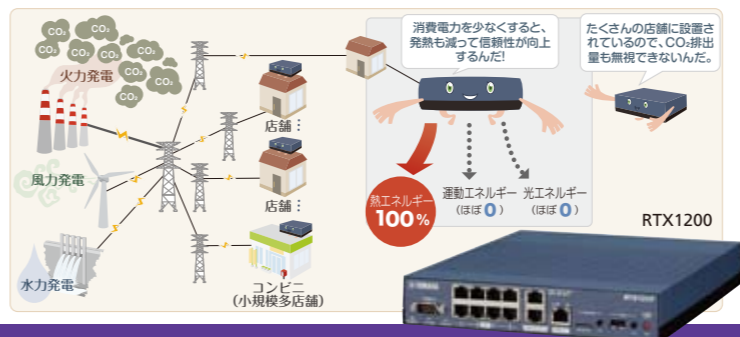 CO₂
CO₂
CO₂
CO₂
CO₂
CO₂
CO₂
火力発電
風力発電
水力発電
店舗⋮
店舗⋮
コンビニ
(小規模多店舗)
消費電力を少なくすると、
発熱も減って信頼性が向上
するんだ!
たくさんの店舗に設置さ
れているので、CO₂排出
量も無視できないんだ。
熱エネルギー
100%
運動エネルギー
(ほぼ0)
光エネルギー
(ほぼ0)
RTX1200
YAMAHA